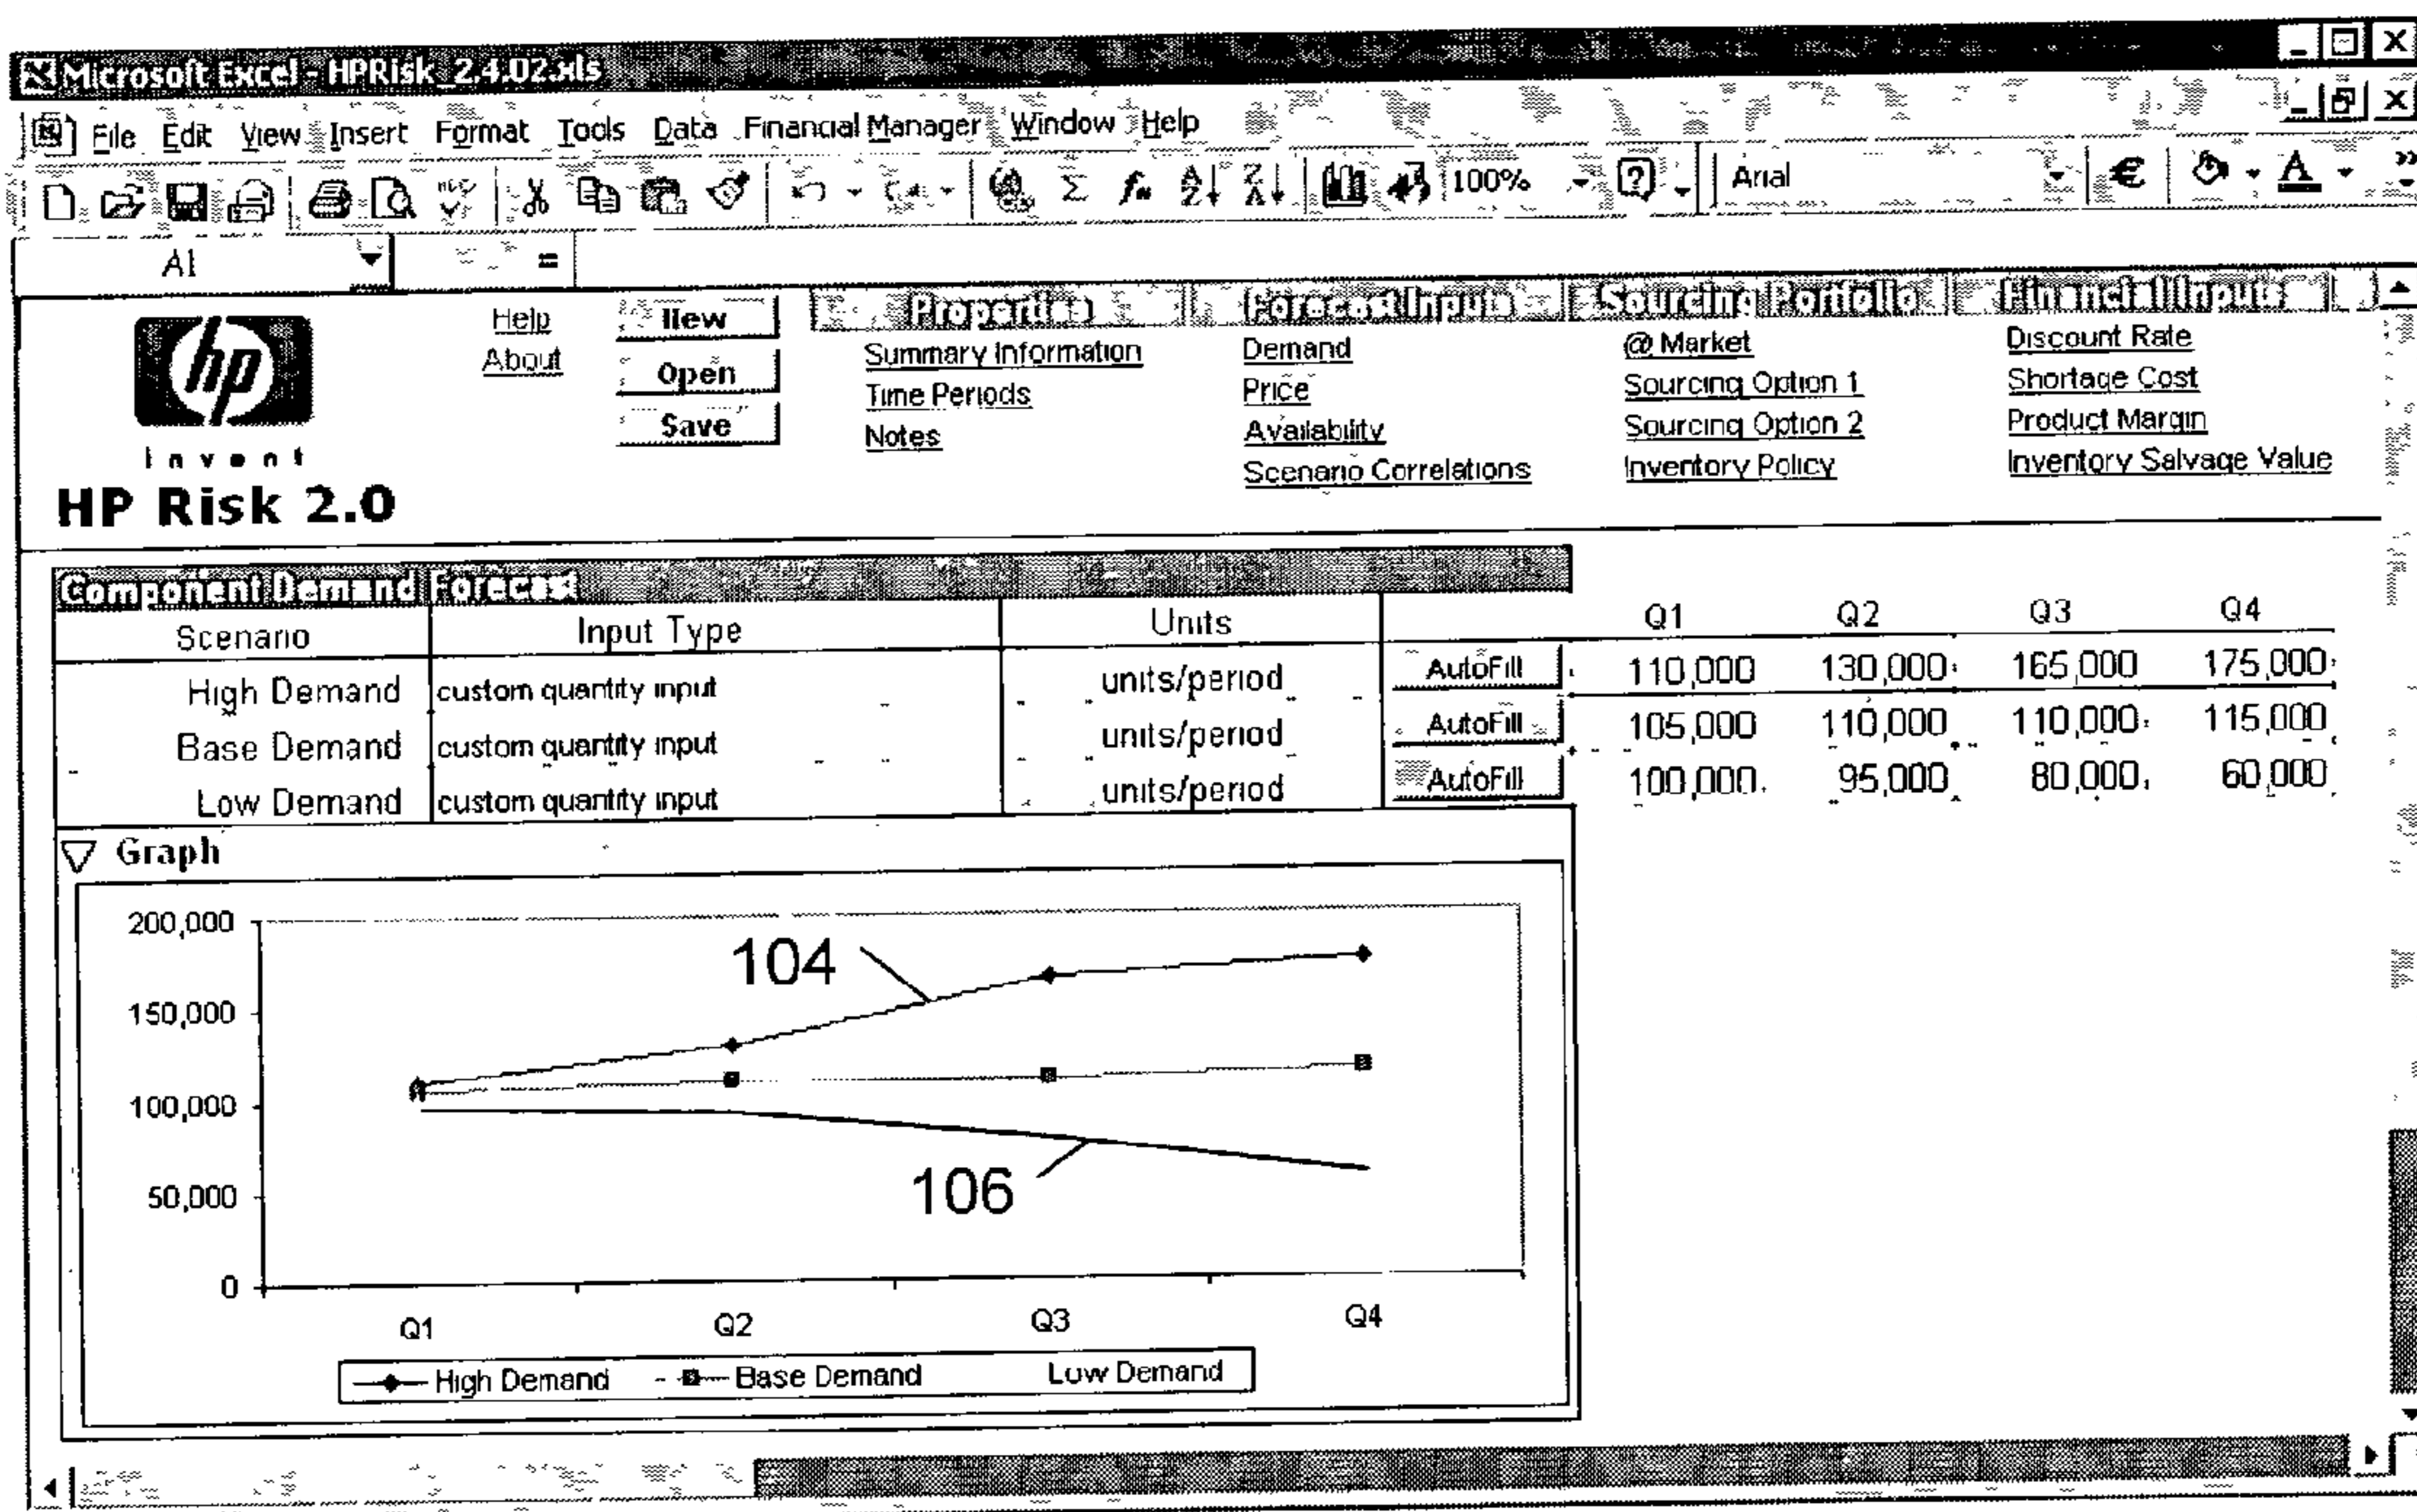 Microsoft Excel - HPRisk_2.4.02.xls
File Edit View Insert Format Tools Data Financial Manager Window Help
100% Arial
A1 =
Help New Properties Forecast Inputs Sourcing Portfolio Financial Inputs
About Open Summary Information Demand @ Market Discount Rate
Save Time Periods Price Sourcing Option 1 Shortage Cost
Notes Availability Sourcing Option 2 Product Margin
Scenario Correlations Inventory Policy Inventory Salvage Value
hp
invent
HP Risk 2.0
Component Demand Forecast
Scenario Input Type Units Q1 Q2 Q3 Q4
High Demand custom quantity input units/period AutoFill 110,000 130,000 165,000 175,000
Base Demand custom quantity input units/period AutoFill 105,000 110,000 110,000 115,000
Low Demand custom quantity input units/period AutoFill 100,000 95,000 80,000 60,000
Graph
200,000
104
150,000
100,000
50,000
106
0
Q1 Q2 Q3 Q4
High Demand Base Demand Low Demand